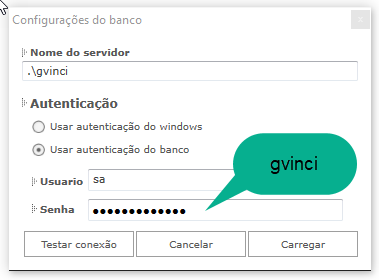 Configurações do banco
Nome do servidor
.\gvinci
Autenticação
Usar autenticação do windows
Usar autenticação do banco
gvinci
Usuario
sa
Senha
●●●●●●●●●●●●●
Testar conexão
Cancelar
Carregar